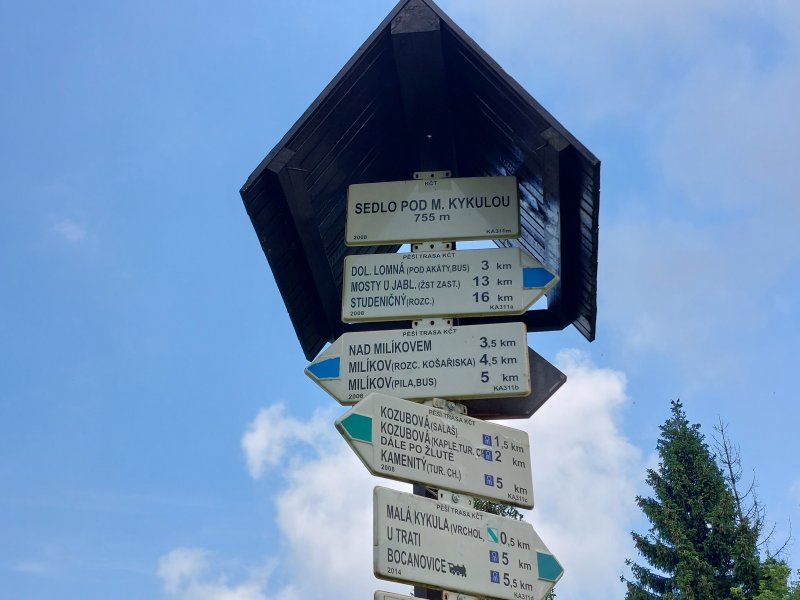 KČT
SEDLO POD M. KYKULOU
755 m
2008 KA311m
PĚŠÍ TRASA KČT
DOL. LOMNÁ (POD AKÁTY,BUS) 3 km
MOSTY U JABL. (ŽST ZAST.) 13 km
STUDENIČNÝ (ROZC.) 16 km
2008 KA311a
PĚŠÍ TRASA KČT
NAD MILÍKOVEM 3,5 km
MILÍKOV (ROZC. KOŠAŘISKA) 4,5 km
MILÍKOV (PILA,BUS) 5 km
2008 KA311b
PĚŠÍ TRASA KČT
KOZUBOVÁ (SALAŠ) 1,5 km
KOZUBOVÁ (KAPLE,TUR. CH.) 2 km
DÁLE PO ŽLUTÉ
KAMENITÝ (TUR. CH.) 5 km
2008 KA311c
PĚŠÍ TRASA KČT
MALÁ KYKULA (VRCHOL, 0,5 km
U TRATI 5 km
BOCANOVICE 5,5 km
2014 KA311d